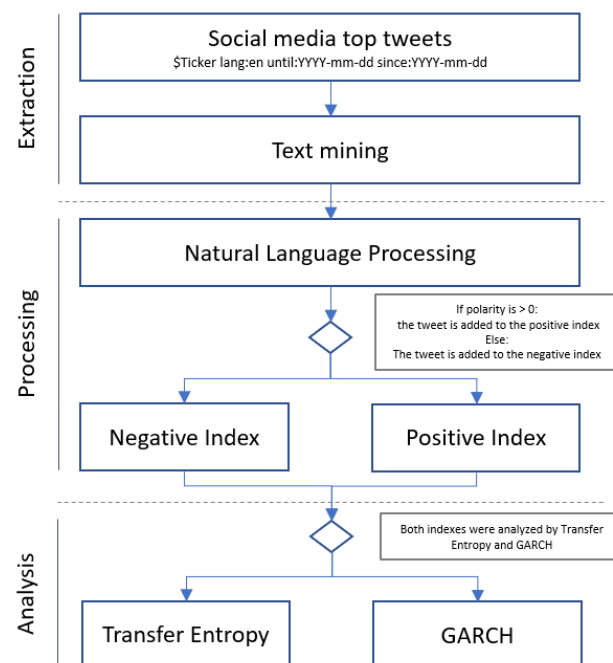 Extraction
Social media top tweets
$Ticker lang:en until:YYYY-mm-dd since:YYYY-mm-dd
Text mining
Processing
Natural Language Processing
If polarity is > 0:
the tweet is added to the positive index
Else:
The tweet is added to the negative index
Negative Index
Positive Index
Analysis
Both indexes were analyzed by Transfer
Entropy and GARCH
Transfer Entropy
GARCH